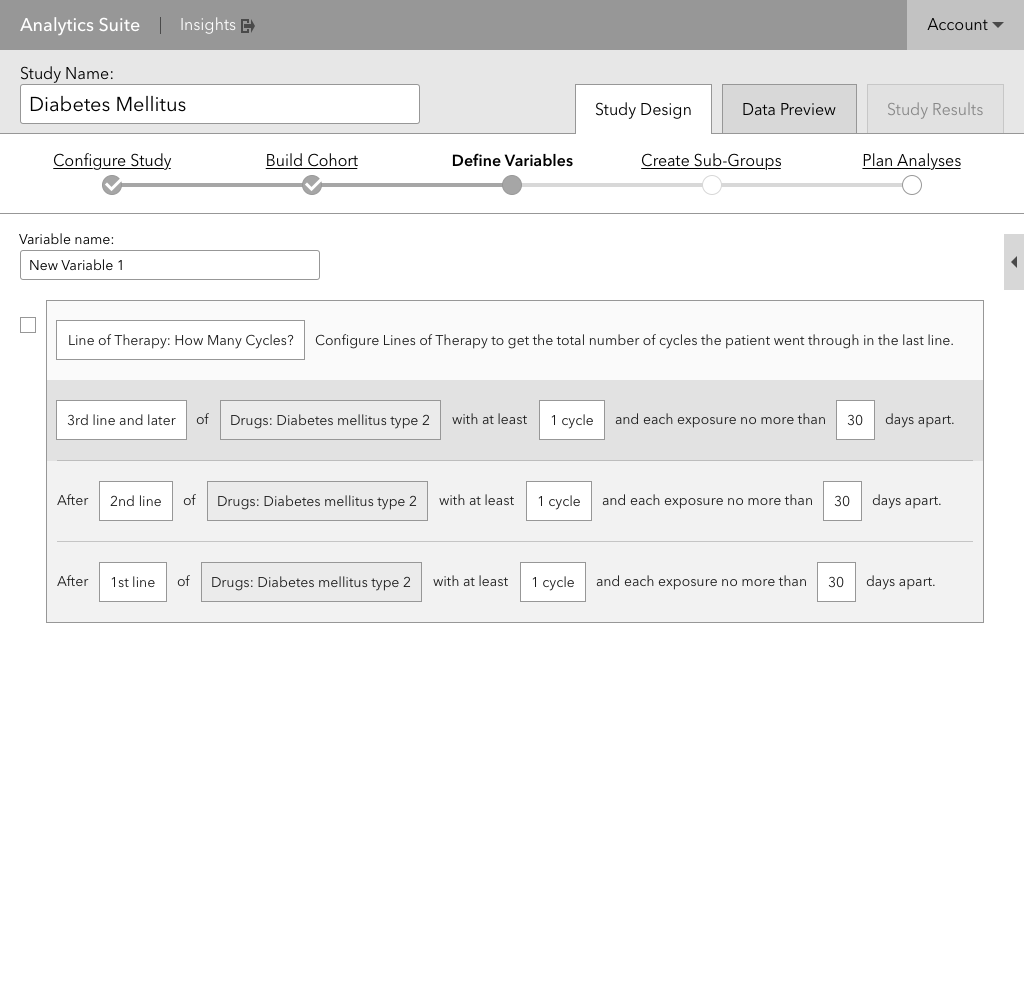 Analytics Suite | Insights Account
Study Name:
Diabetes Mellitus
Study Design Data Preview Study Results
Configure Study Build Cohort Define Variables Create Sub-Groups Plan Analyses
Variable name:
New Variable 1
Line of Therapy: How Many Cycles? Configure Lines of Therapy to get the total number of cycles the patient went through in the last line.
3rd line and later of Drugs: Diabetes mellitus type 2 with at least 1 cycle and each exposure no more than 30 days apart.
After 2nd line of Drugs: Diabetes mellitus type 2 with at least 1 cycle and each exposure no more than 30 days apart.
After 1st line of Drugs: Diabetes mellitus type 2 with at least 1 cycle and each exposure no more than 30 days apart.